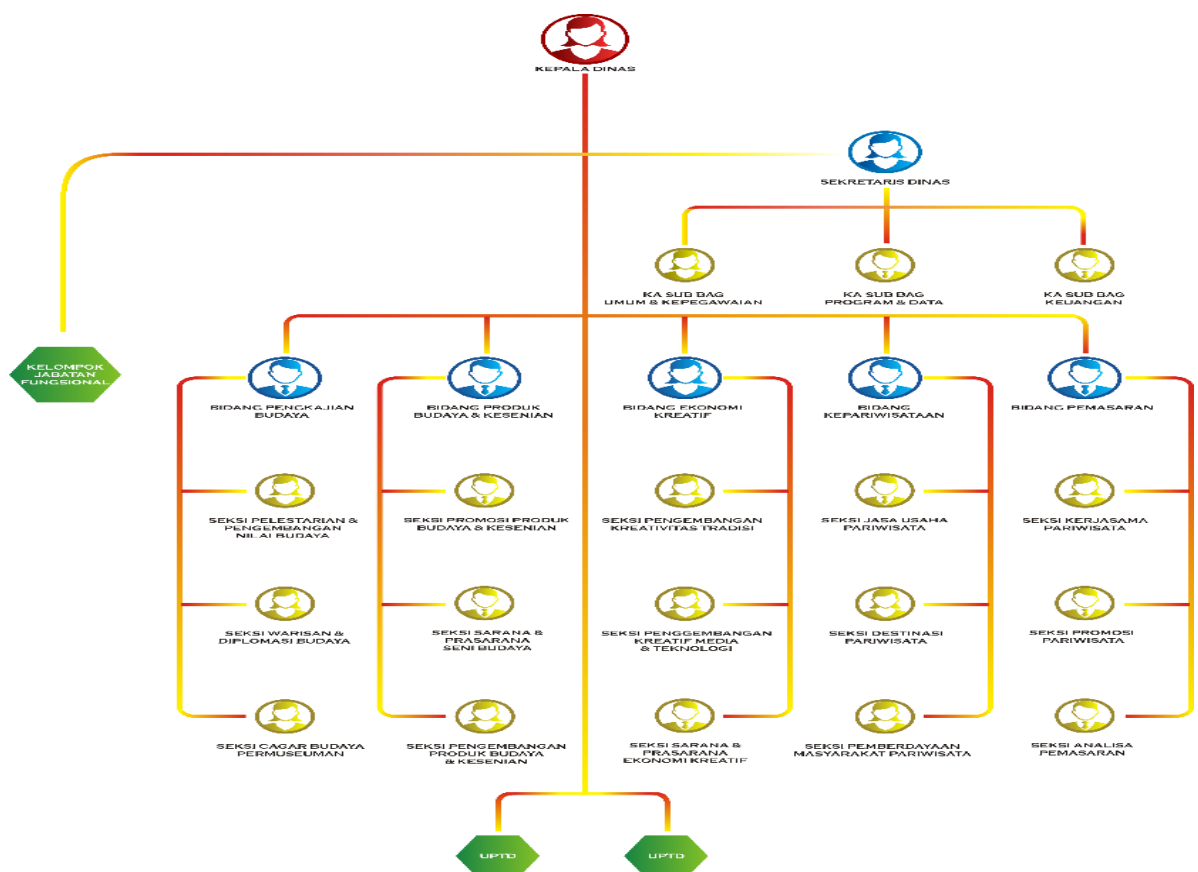 KEPALA DINAS
SEKRETARIS DINAS
KA SUB BAG
UMUM & KEPEGAWAIAN
KA SUB BAG
PROGRAM & DATA
KA SUB BAG
KEUANGAN
KELOMPOK
JABATAN
FUNGSIONAL
BIDANG PENGKAJIAN
BUDAYA
BIDANG PRODUK
BUDAYA & KESENIAN
BIDANG EKONOMI
KREATIF
BIDANG
KEPARIWISATAAN
BIDANG PEMASARAN
SEKSI PELESTARIAN &
PENGEMBANGAN
NILAI BUDAYA
SEKSI PROMOSI PRODUK
BUDAYA & KESENIAN
SEKSI PENGEMBANGAN
KREATIVITAS TRADISI
SEKSI JASA USAHA
PARIWISATA
SEKSI KERJASAMA
PARIWISATA
SEKSI WARISAN &
DIPLOMASI BUDAYA
SEKSI SARANA &
PRASARANA
SENI BUDAYA
SEKSI PENGGEMBANGAN
KREATIF MEDIA
& TEKNOLOGI
SEKSI DESTINASI
PARIWISATA
SEKSI PROMOSI
PARIWISATA
SEKSI CAGAR BUDAYA
PERMUSEUMAN
SEKSI PENGEMBANGAN
PRODUK BUDAYA
& KESENIAN
SEKSI SARANA &
PRASARANA
EKONOMI KREATIF
SEKSI PEMBERDAYAAN
MASYARAKAT PARIWISATA
SEKSI ANALISA
PEMASARAN
UPTD
UPTD